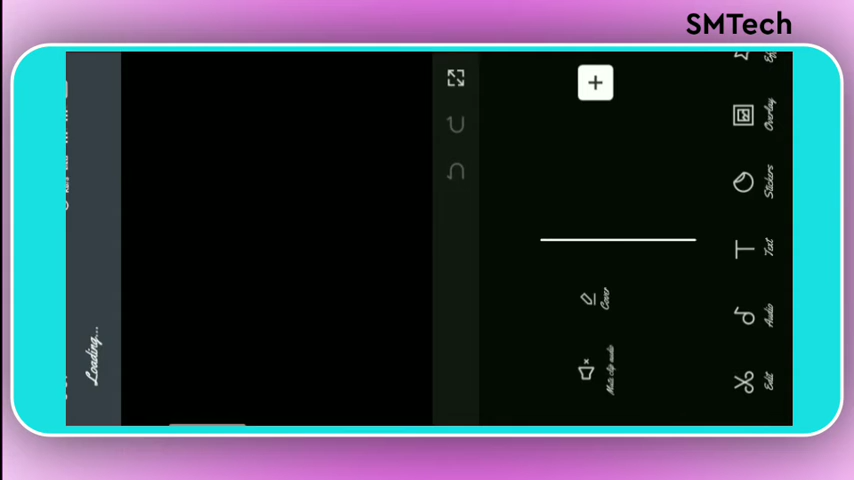 SMTech
Loading...
Cover
Mute clip audio
Edit
Audio
Text
Stickers
Overlay